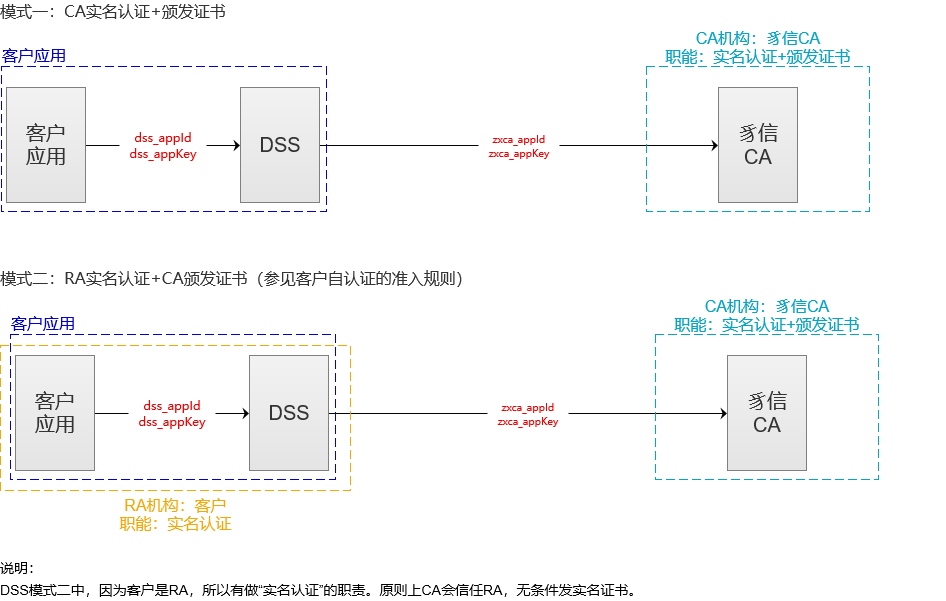 模式一：CA实名认证+颁发证书
CA机构：豸信CA
职能：实名认证+颁发证书
客户应用
客户
应用
dss_appId
dss_appKey
DSS
zxca_appId
zxca_appKey
豸信
CA
模式二：RA实名认证+CA颁发证书（参见客户自认证的准入规则）
CA机构：豸信CA
职能：实名认证+颁发证书
客户应用
客户
应用
dss_appId
dss_appKey
DSS
zxca_appId
zxca_appKey
豸信
CA
RA机构：客户
职能：实名认证
说明：
DSS模式二中，因为客户是RA，所以有做“实名认证”的职责。原则上CA会信任RA，无条件发实名证书。